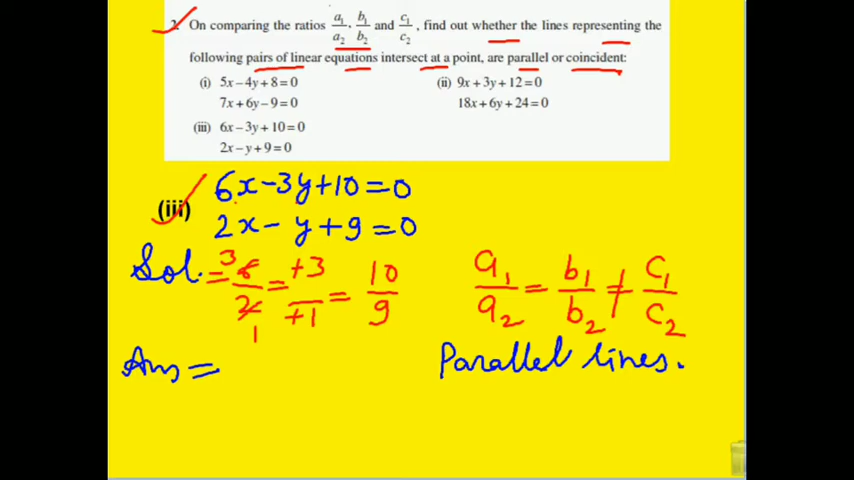 2. On comparing the ratios a₁/a₂, b₁/b₂ and c₁/c₂, find out whether the lines representing the
following pairs of linear equations intersect at a point, are parallel or coincident:
(i) 5x – 4y + 8 = 0
7x + 6y – 9 = 0
(ii) 9x + 3y + 12 = 0
18x + 6y + 24 = 0
(iii) 6x – 3y + 10 = 0
2x – y + 9 = 0
(iii) 6x – 3y + 10 = 0
2x – y + 9 = 0
Sol. = 3 6/2 1 = +3/+1 = 10/9
a₁/a₂ = b₁/b₂ ≠ c₁/c₂
Ans = Parallel lines.